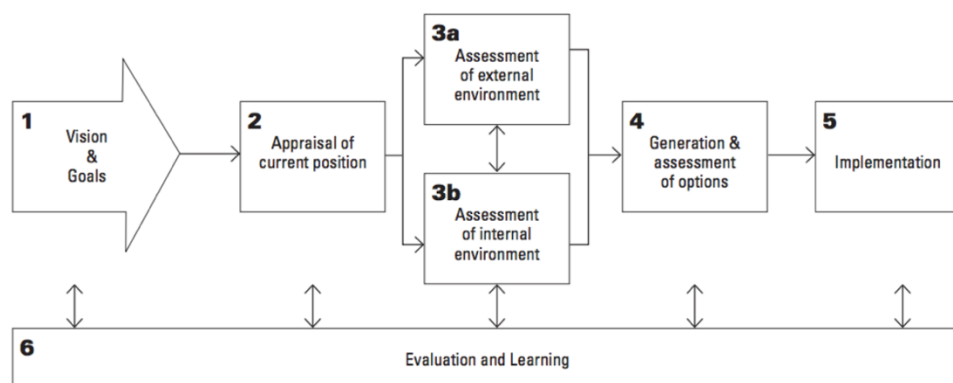 1
Vision
&
Goals
2
Appraisal of
current position
3a
Assessment
of external
environment
3b
Assessment
of internal
environment
4
Generation &
assessment
of options
5
Implementation
6
Evaluation and Learning